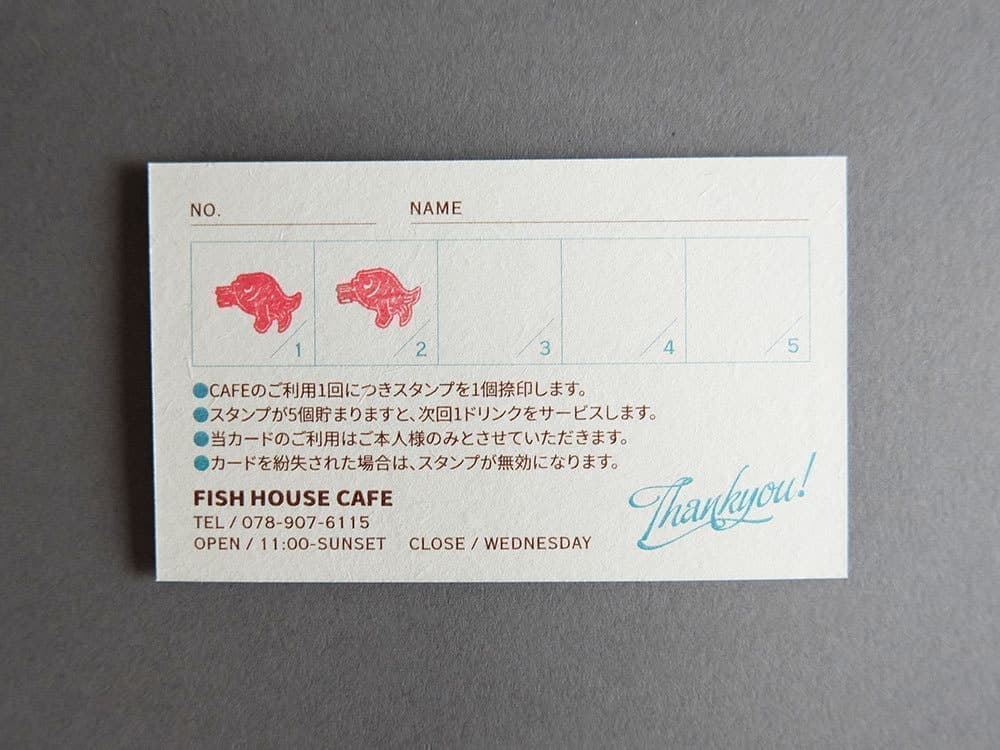 NO. NAME
1 2 3 4 5
●CAFEのご利用1回につきスタンプを1個捺印します。
●スタンプが5個貯まりますと、次回1ドリンクをサービスします。
●当カードのご利用はご本人様のみとさせていただきます。
●カードを紛失された場合は、スタンプが無効になります。
FISH HOUSE CAFE
TEL / 078-907-6115
OPEN / 11:00-SUNSET CLOSE / WEDNESDAY
Thankyou!